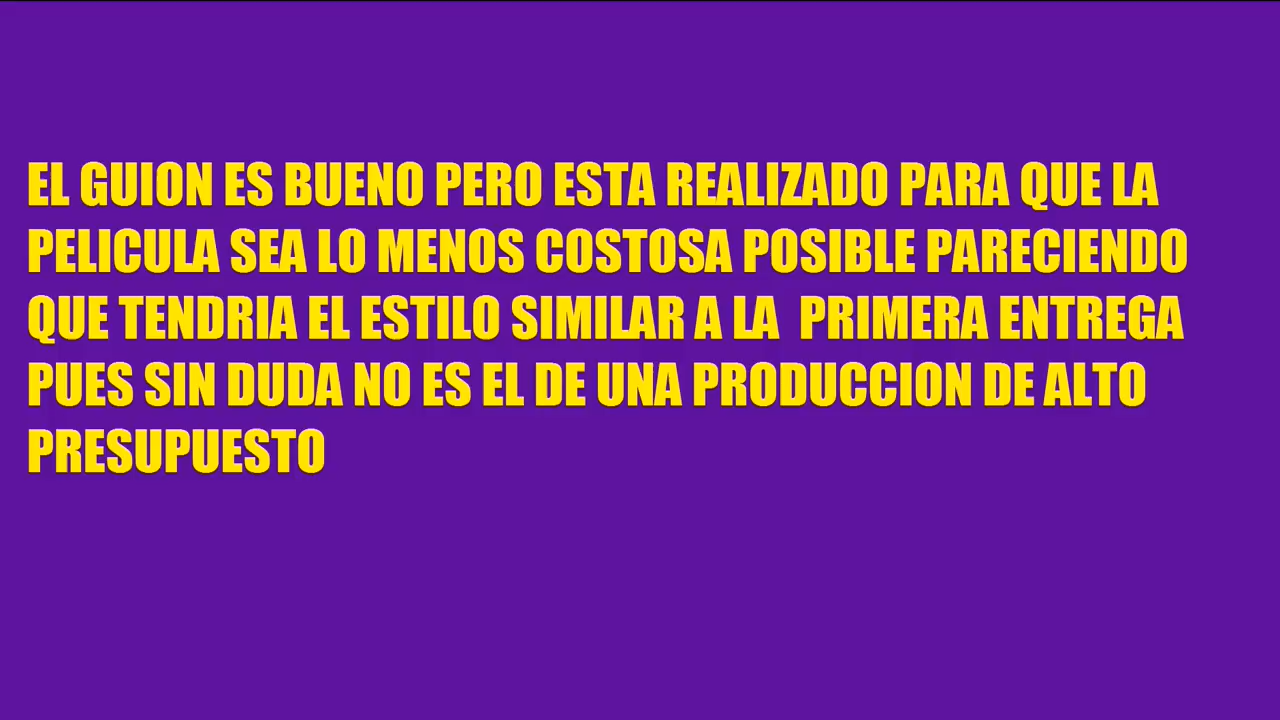 EL GUION ES BUENO PERO ESTA REALIZADO PARA QUE LA
PELICULA SEA LO MENOS COSTOSA POSIBLE PARECIENDO
QUE TENDRIA EL ESTILO SIMILAR A LA  PRIMERA ENTREGA
PUES SIN DUDA NO ES EL DE UNA PRODUCCION DE ALTO
PRESUPUESTO